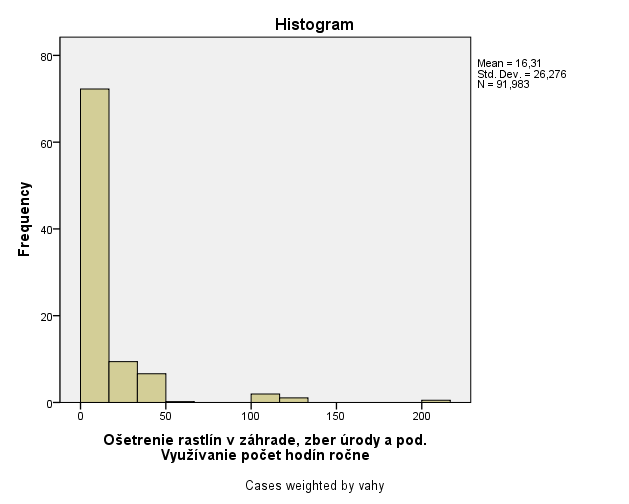 Histogram
Mean = 16,31
Std. Dev. = 26,276
N = 91,983
80
60
40
20
0
Frequency
0 50 100 150 200
Ošetrenie rastlín v záhrade, zber úrody a pod.
Využívanie počet hodín ročne
Cases weighted by vahy